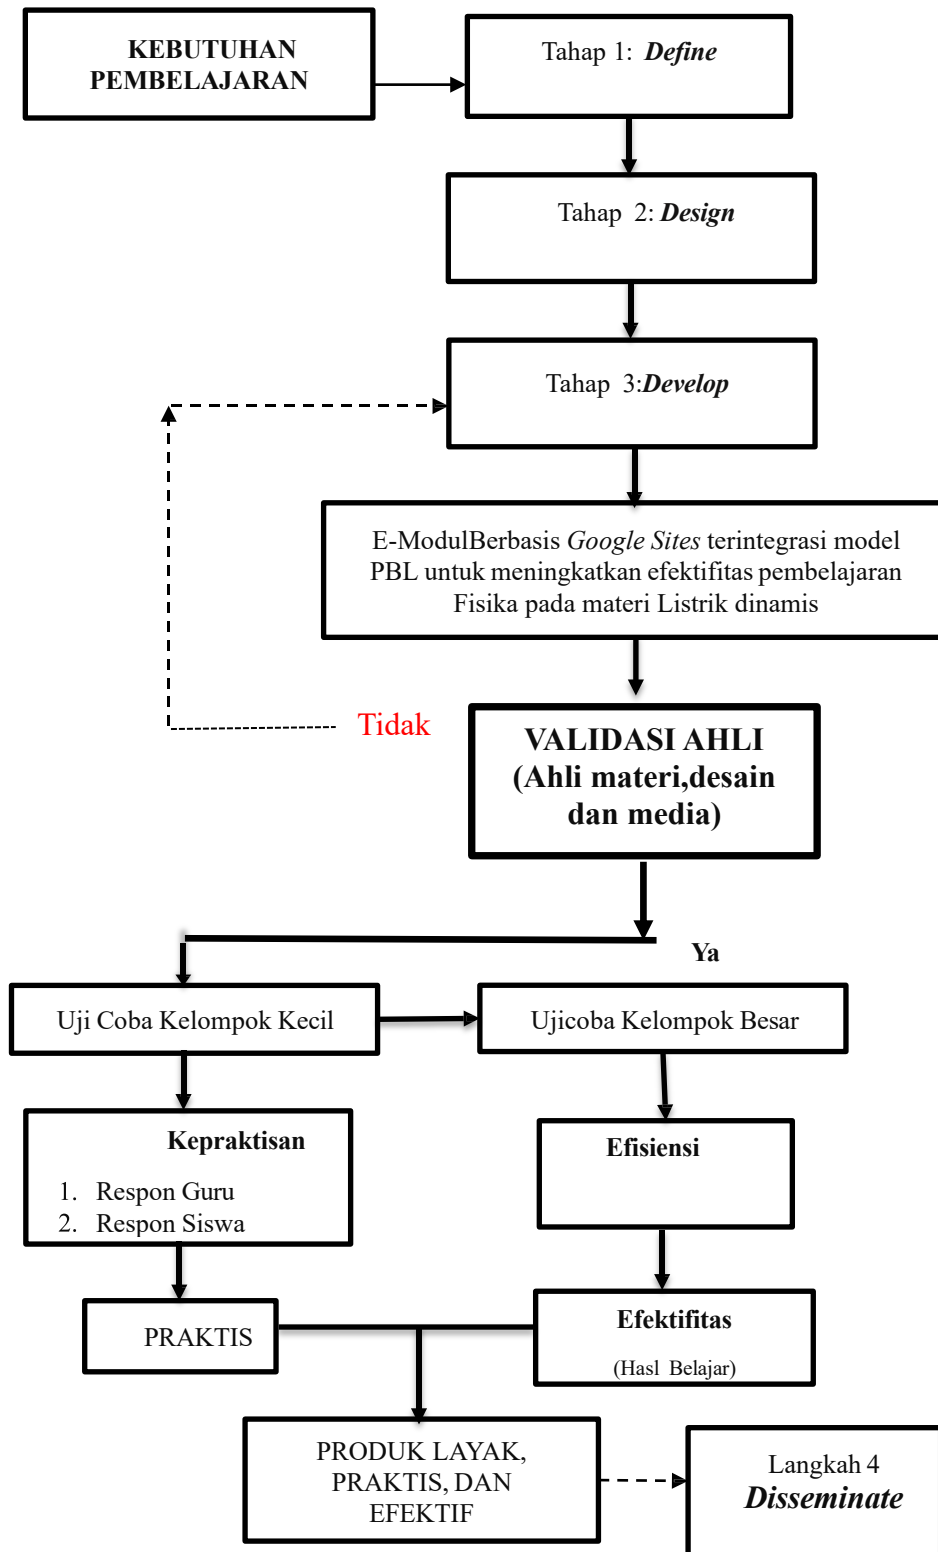 KEBUTUHAN
PEMBELAJARAN
Tahap 1: Define
Tahap 2: Design
Tahap 3:Develop
E-ModulBerbasis Google Sites terintegrasi model
PBL untuk meningkatkan efektifitas pembelajaran
Fisika pada materi Listrik dinamis
Tidak
VALIDASI AHLI
(Ahli materi,desain
dan media)
Ya
Uji Coba Kelompok Kecil
Ujicoba Kelompok Besar
Kepraktisan
1. Respon Guru
2. Respon Siswa
Efisiensi
PRAKTIS
Efektifitas
(Hasl Belajar)
PRODUK LAYAK,
PRAKTIS, DAN
EFEKTIF
Langkah 4
Disseminate